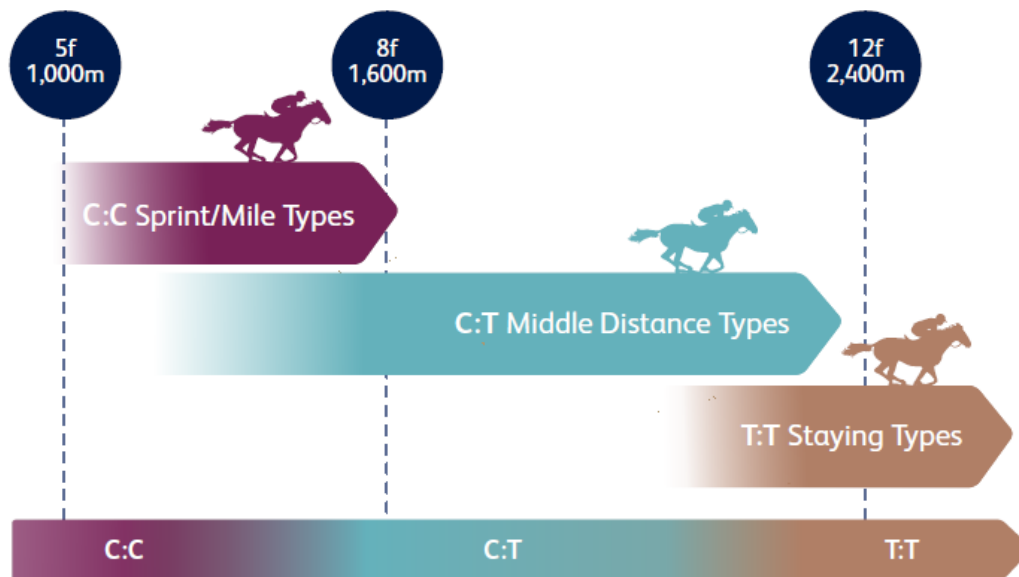 5f
1,000m
8f
1,600m
12f
2,400m
C:C Sprint/Mile Types
C:T Middle Distance Types
T:T Staying Types
C:C
C:T
T:T